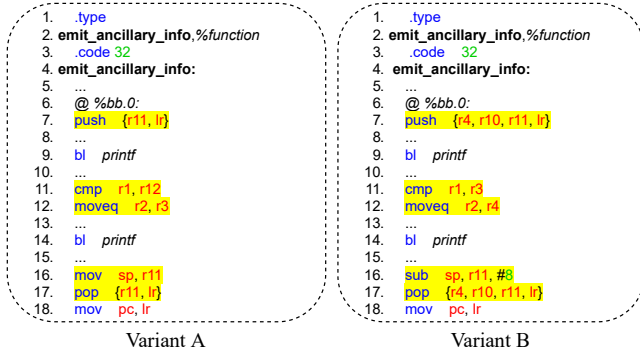 1. .type
2. emit_ancillary_info,%function
3. .code 32
4. emit_ancillary_info:
5. ...
6. @ %bb.0:
7. push {r11, lr}
8. ...
9. bl printf
10. ...
11. cmp r1, r12
12. moveq r2, r3
13. ...
14. bl printf
15. ...
16. mov sp, r11
17. pop {r11, lr}
18. mov pc, lr
Variant A
1. .type
2. emit_ancillary_info,%function
3. .code 32
4. emit_ancillary_info:
5. ...
6. @ %bb.0:
7. push {r4, r10, r11, lr}
8. ...
9. bl printf
10. ...
11. cmp r1, r3
12. moveq r2, r4
13. ...
14. bl printf
15. ...
16. sub sp, r11, #8
17. pop {r4, r10, r11, lr}
18. mov pc, lr
Variant B